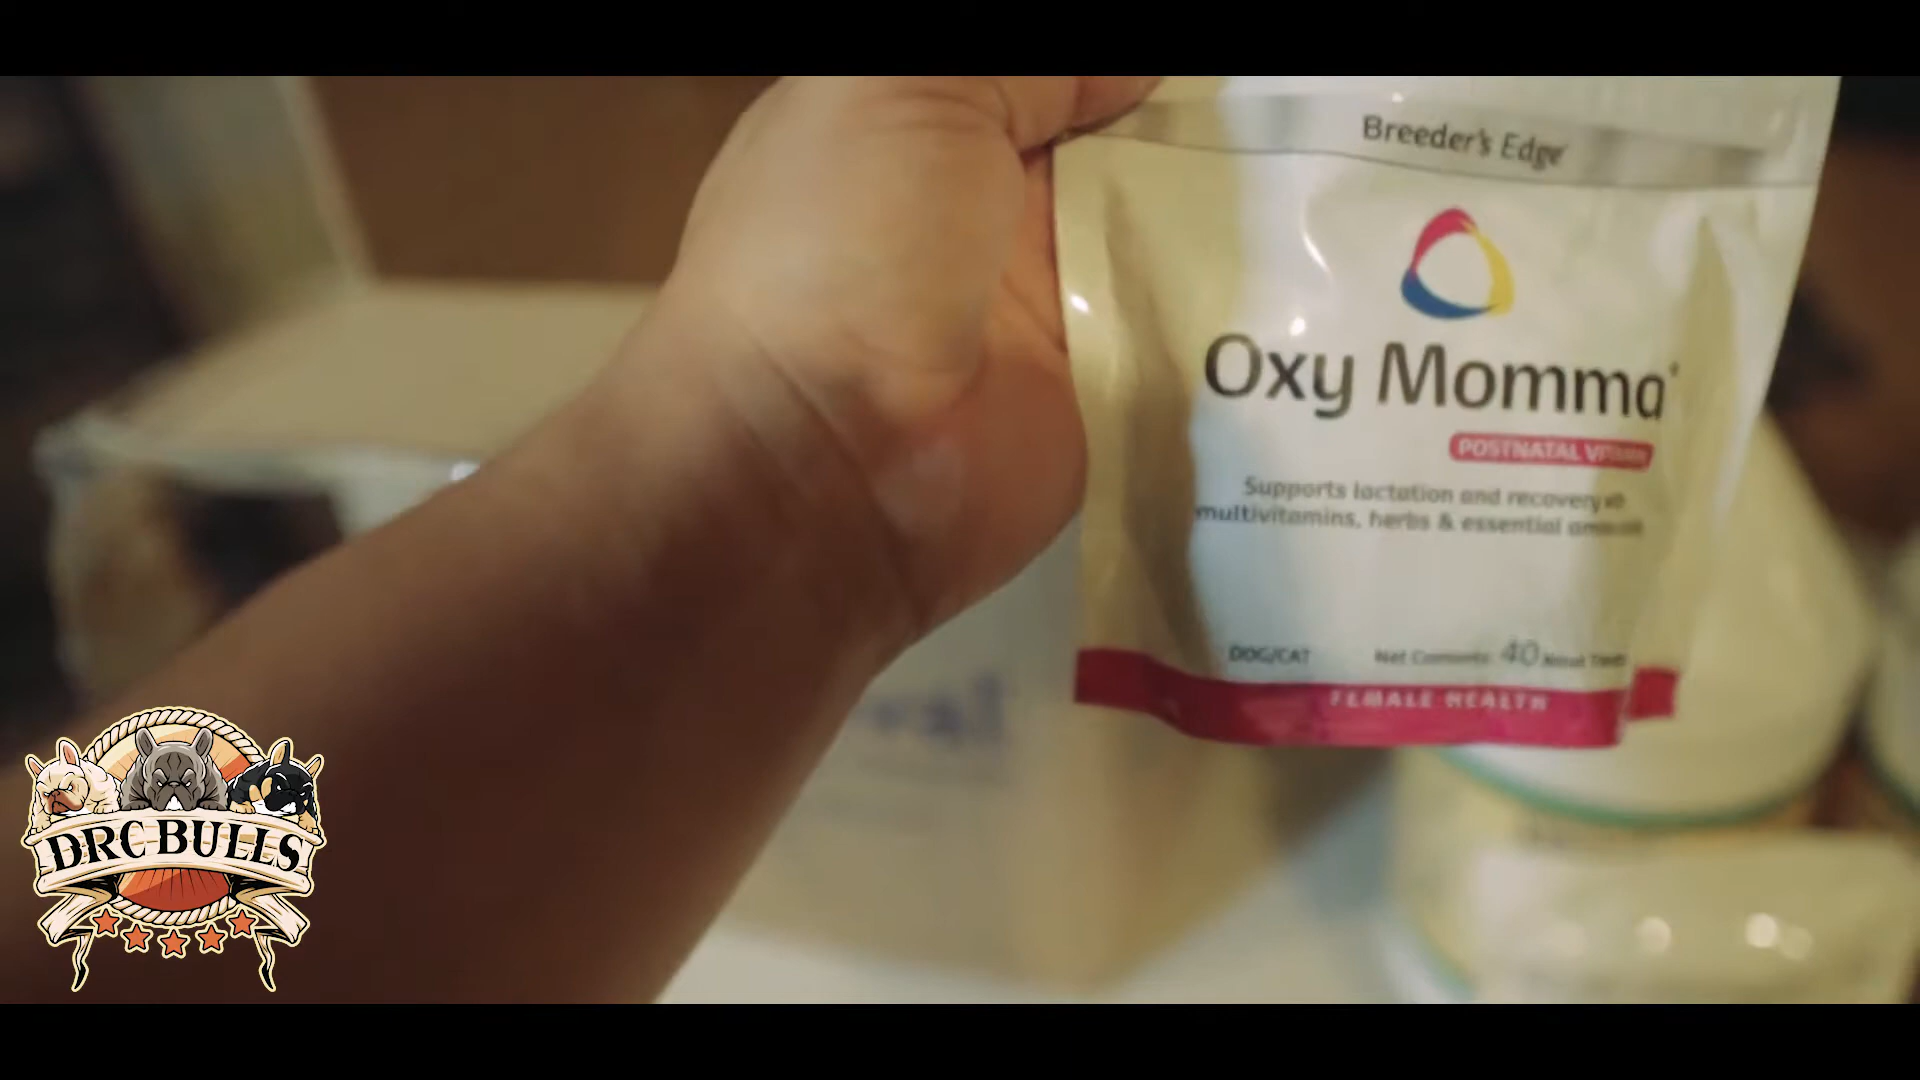 Breeder's Edge
Oxy Momma
POSTNATAL
Supports lactation and recovery
multivitamins, herbs & essential
DOG/CAT
Net Contents: 40
FEMALE HEALTH
DRC BULLS